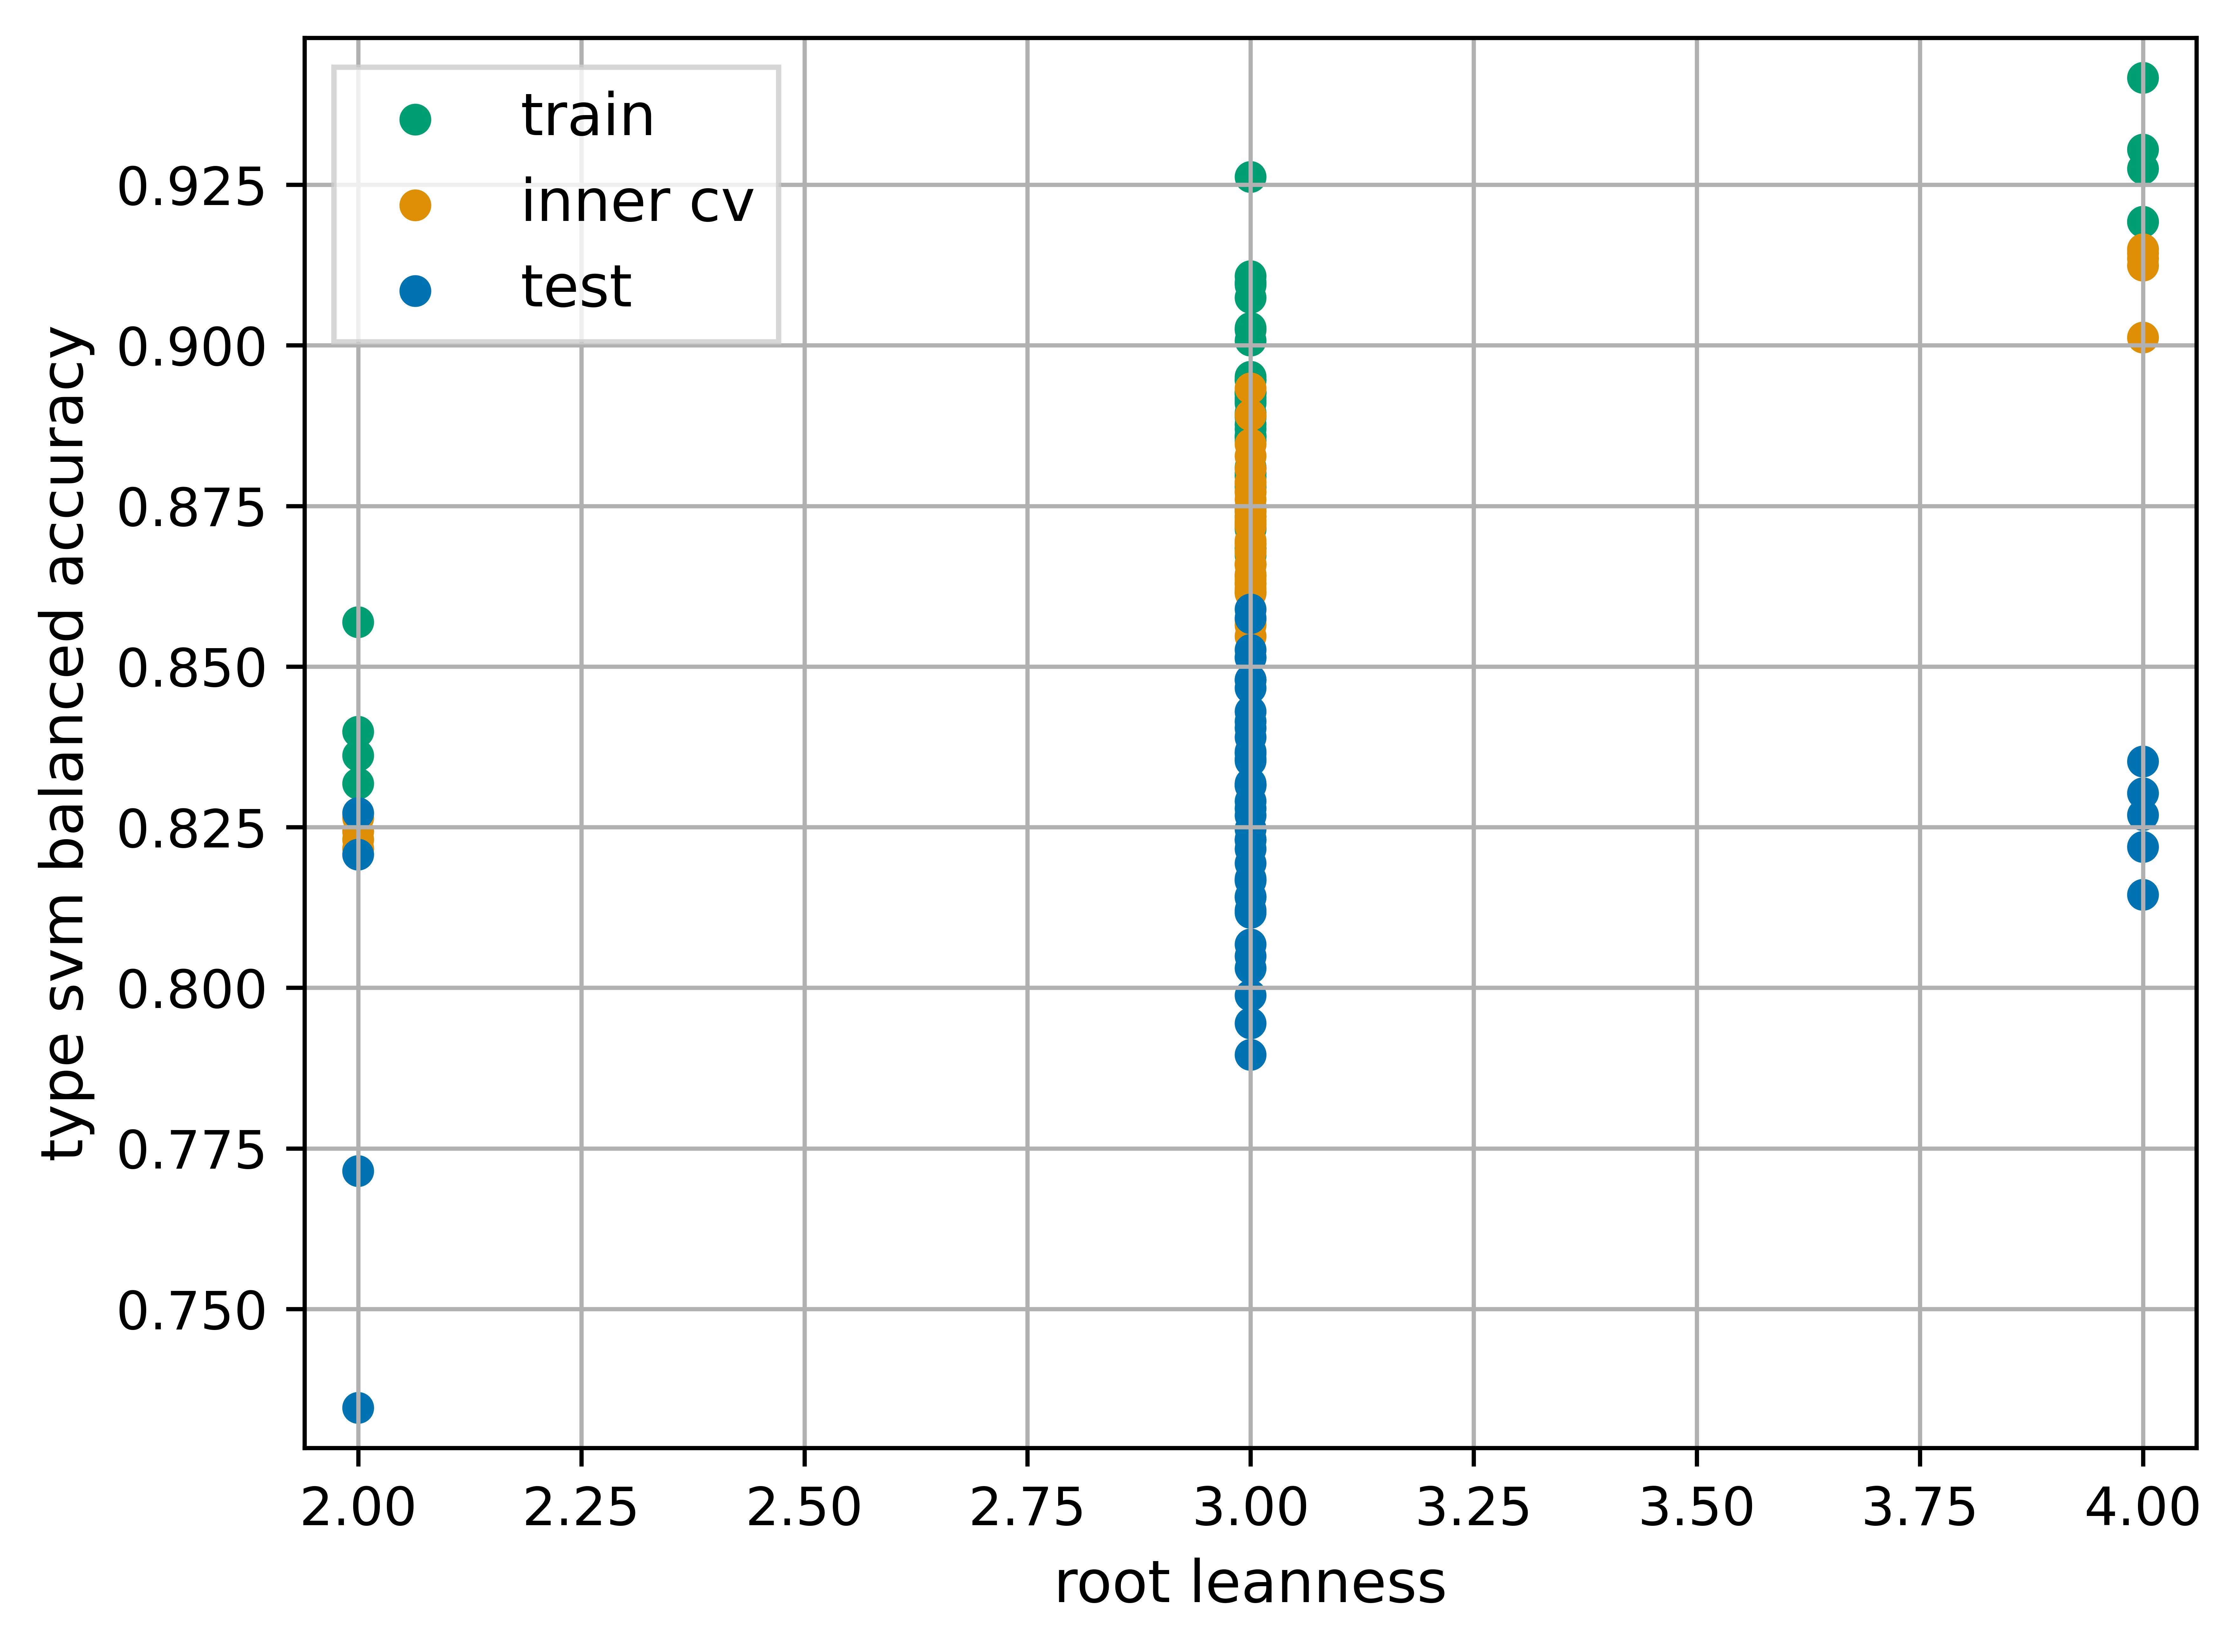 train
inner cv
test
0.925
0.900
0.875
0.850
0.825
0.800
0.775
0.750
type svm balanced accuracy
2.00 2.25 2.50 2.75 3.00 3.25 3.50 3.75 4.00
root leanness